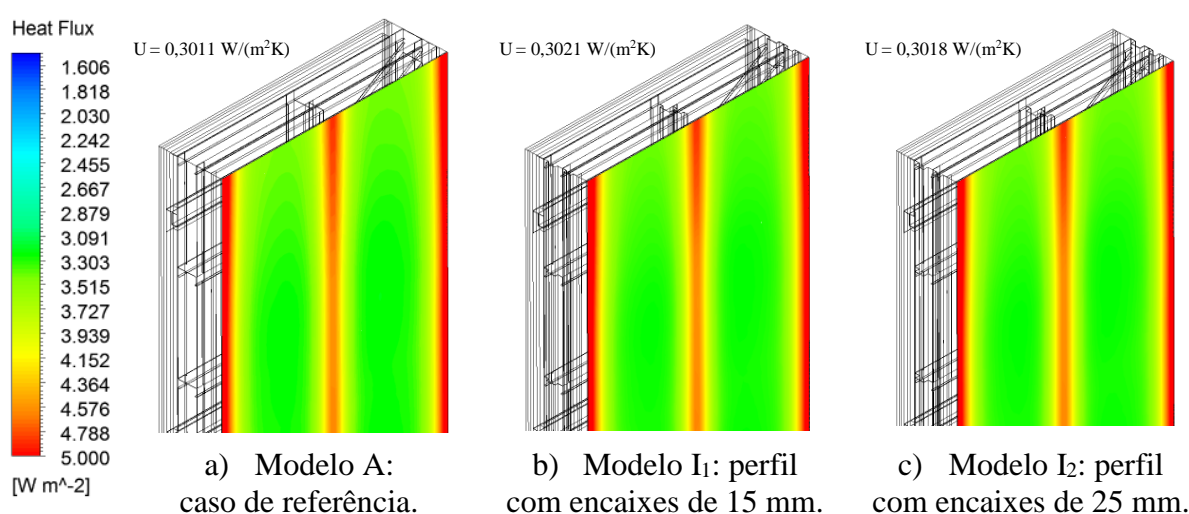 Heat Flux
1.606
1.818
2.030
2.242
2.455
2.667
2.879
3.091
3.303
3.515
3.727
3.939
4.152
4.364
4.576
4.788
5.000
[W m^-2]
U = 0,3011 W/(m²K)
U = 0,3021 W/(m²K)
U = 0,3018 W/(m²K)
a) Modelo A:
caso de referência.
b) Modelo I₁: perfil
com encaixes de 15 mm.
c) Modelo I₂: perfil
com encaixes de 25 mm.